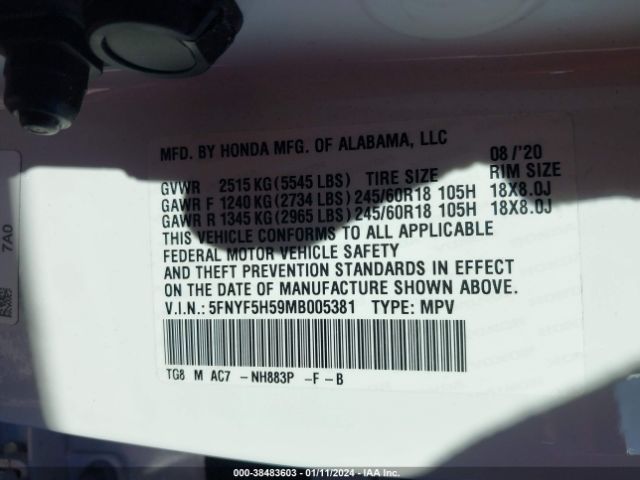 MFD. BY HONDA MFG. OF ALABAMA, LLC 08/'20
GVWR 2515 KG (5545 LBS) TIRE SIZE RIM SIZE
GAWR F 1240 KG (2734 LBS) 245/60R18 105H 18X8.0J
GAWR R 1345 KG (2965 LBS) 245/60R18 105H 18X8.0J
THIS VEHICLE CONFORMS TO ALL APPLICABLE
FEDERAL MOTOR VEHICLE SAFETY
AND THEFT PREVENTION STANDARDS IN EFFECT
ON THE DATE OF MANUFACTURE SHOWN ABOVE.
V.I.N.: 5FNYF5H59MB005381 TYPE: MPV
TG8 M AC7 -NH883P -F-B
7A0
000-38483603 - 01/11/2024 - IAA Inc.